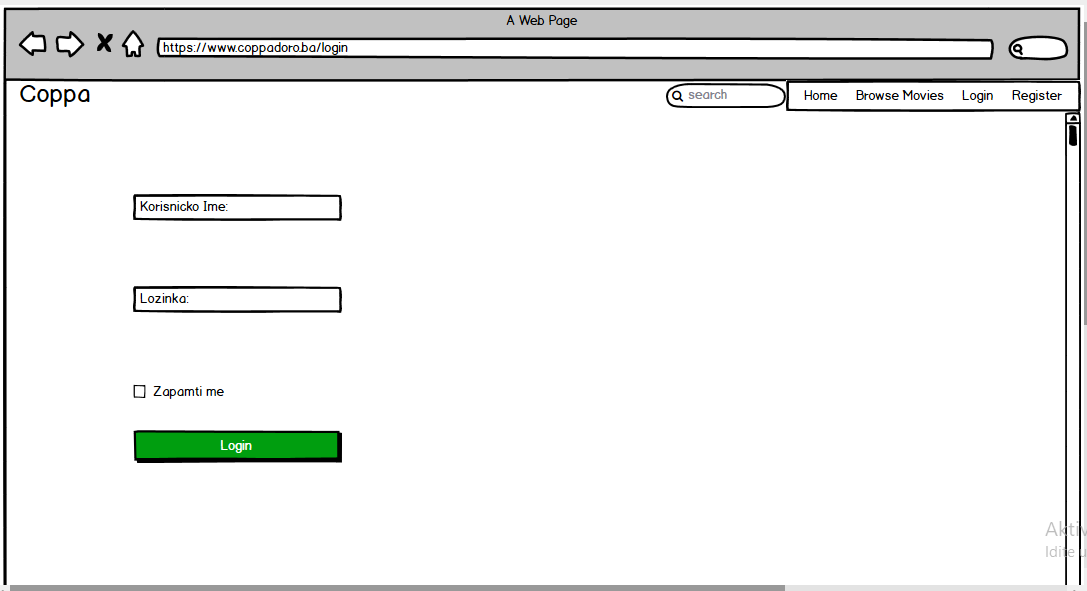 A Web Page
https://www.coppadoro.ba/login
Coppa
search
Home Browse Movies Login Register
Korisnicko Ime:
Lozinka:
Zapamti me
Login
Idite